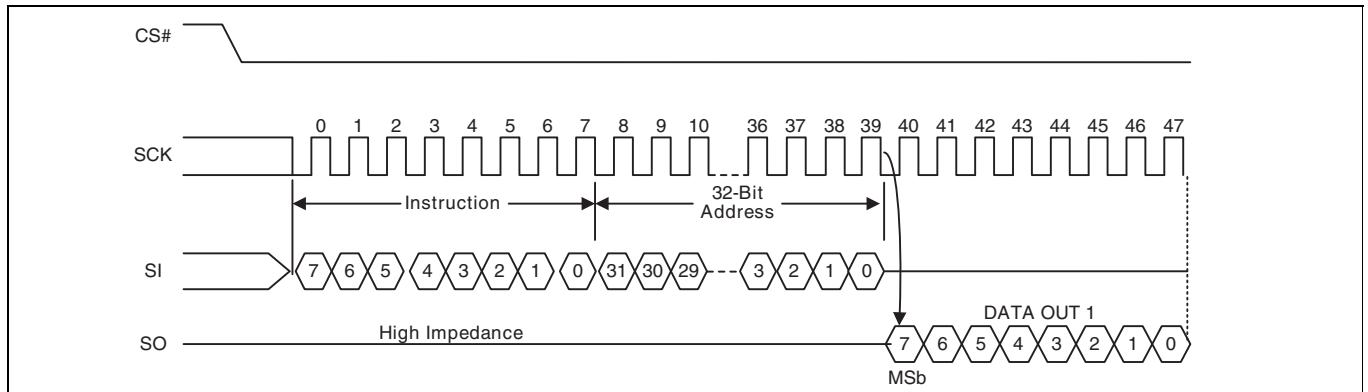 CS#
0 1 2 3 4 5 6 7 8 9 10 36 37 38 39 40 41 42 43 44 45 46 47
SCK
Instruction
32-Bit
Address
SI
7 6 5 4 3 2 1 0 31 30 29 3 2 1 0
DATA OUT 1
High Impedance
SO
7 6 5 4 3 2 1 0
MSb